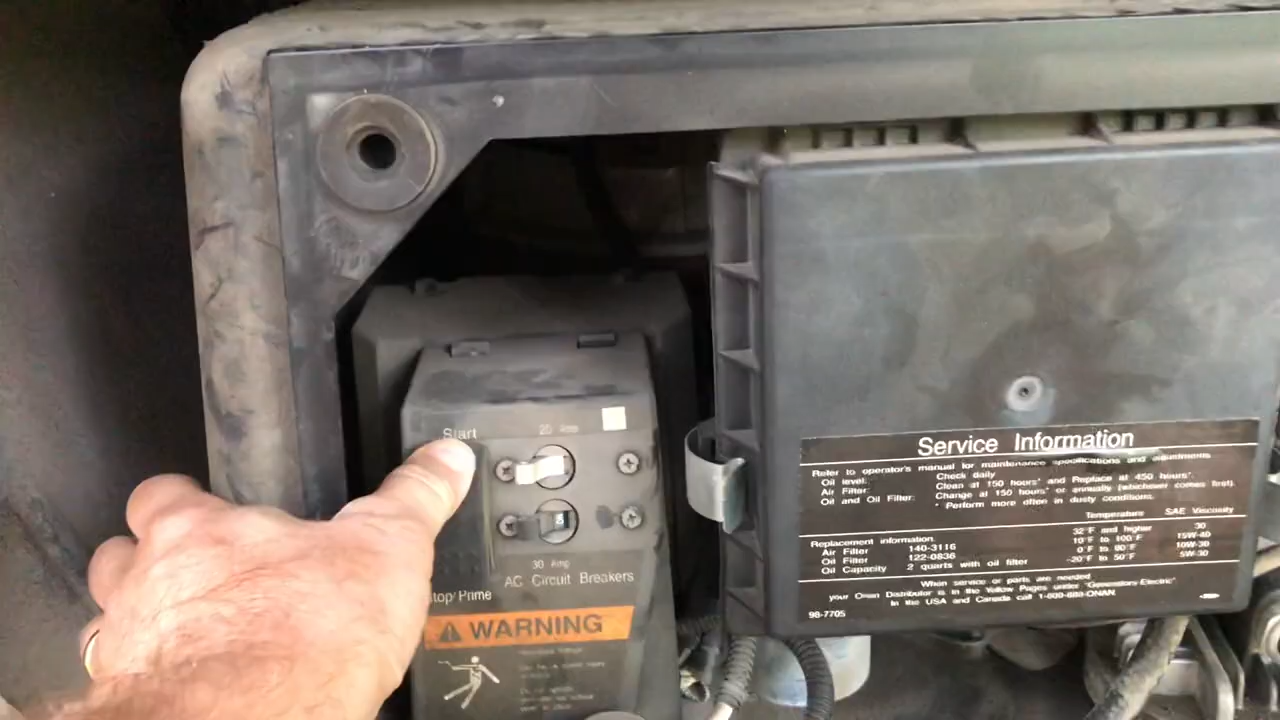 Start
20 Amp
30 Amp
AC Circuit Breakers
top/Prime
WARNING
Service Information
Refer to operator's manual for maintenance specifications and adjustments
Oil level: Check daily
Air Filter: Clean at 150 hours* and Replace at 450 hours*.
Oil and Oil Filter: Change at 150 hours* or annually (whichever comes first).
* Perform more often in dusty conditions.
Temperature SAE Viscosity
32°F and higher 30
10°F to 100°F 15W-40
0°F to 80°F 10W-30
-20°F to 50°F 5W-30
Replacement information.
Air Filter 140-3116
Oil Filter 122-0836
Oil Capacity 2 quarts with oil filter
When service or parts are needed
your Onan Distributor is in the Yellow Pages under "Generators-Electric"
In the USA and Canada call 1-800-888-ONAN
98-7705